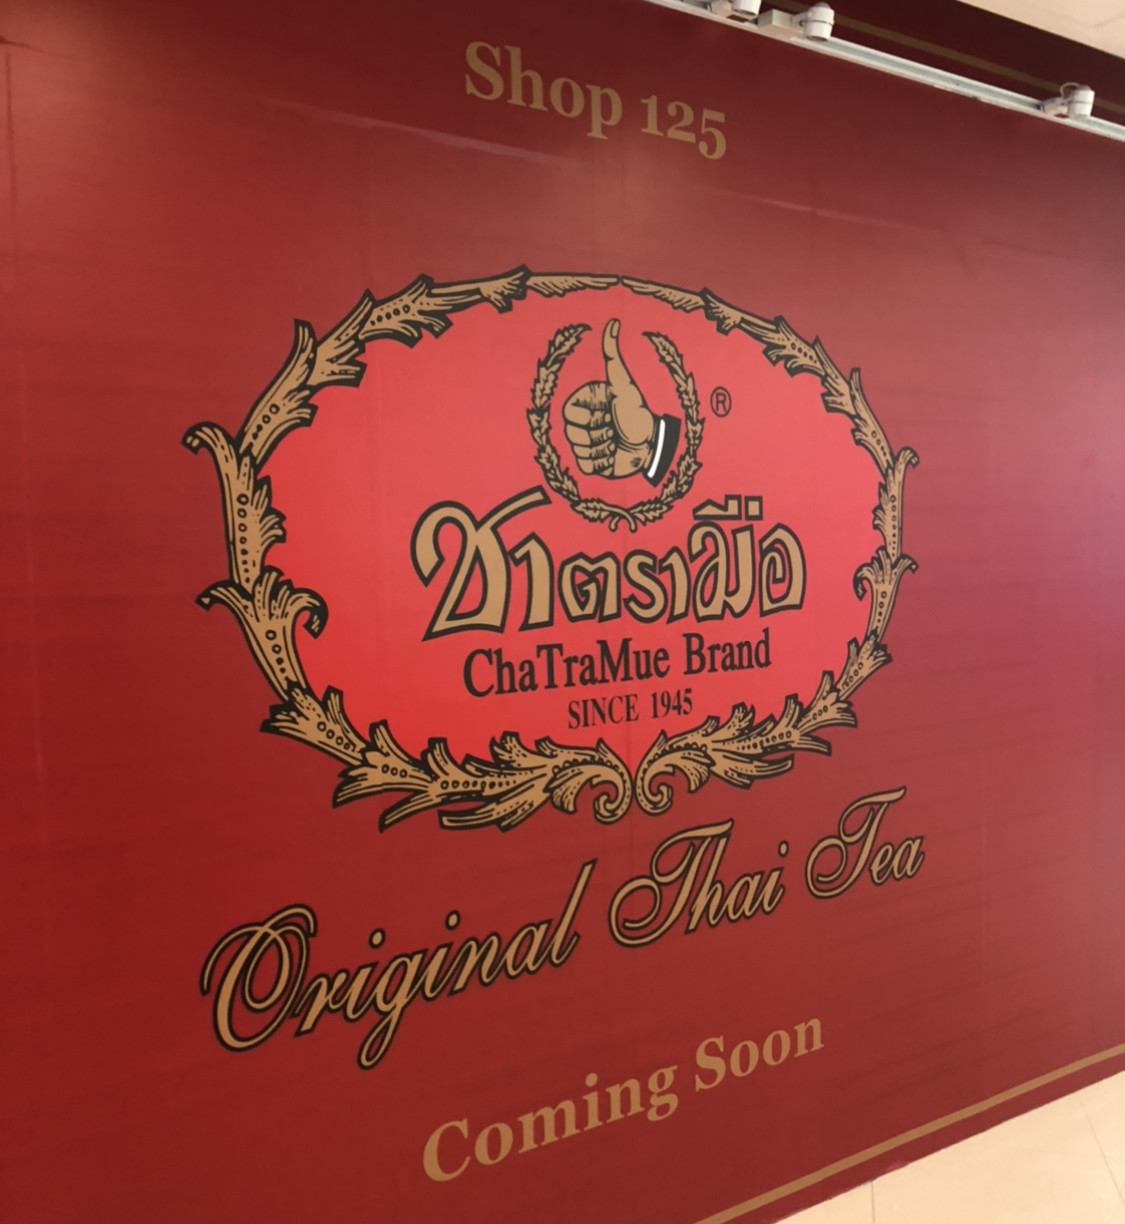 Shop 125
®
ชาตรามือ
ChaTraMue Brand
SINCE 1945
Original Thai Tea
Coming Soon